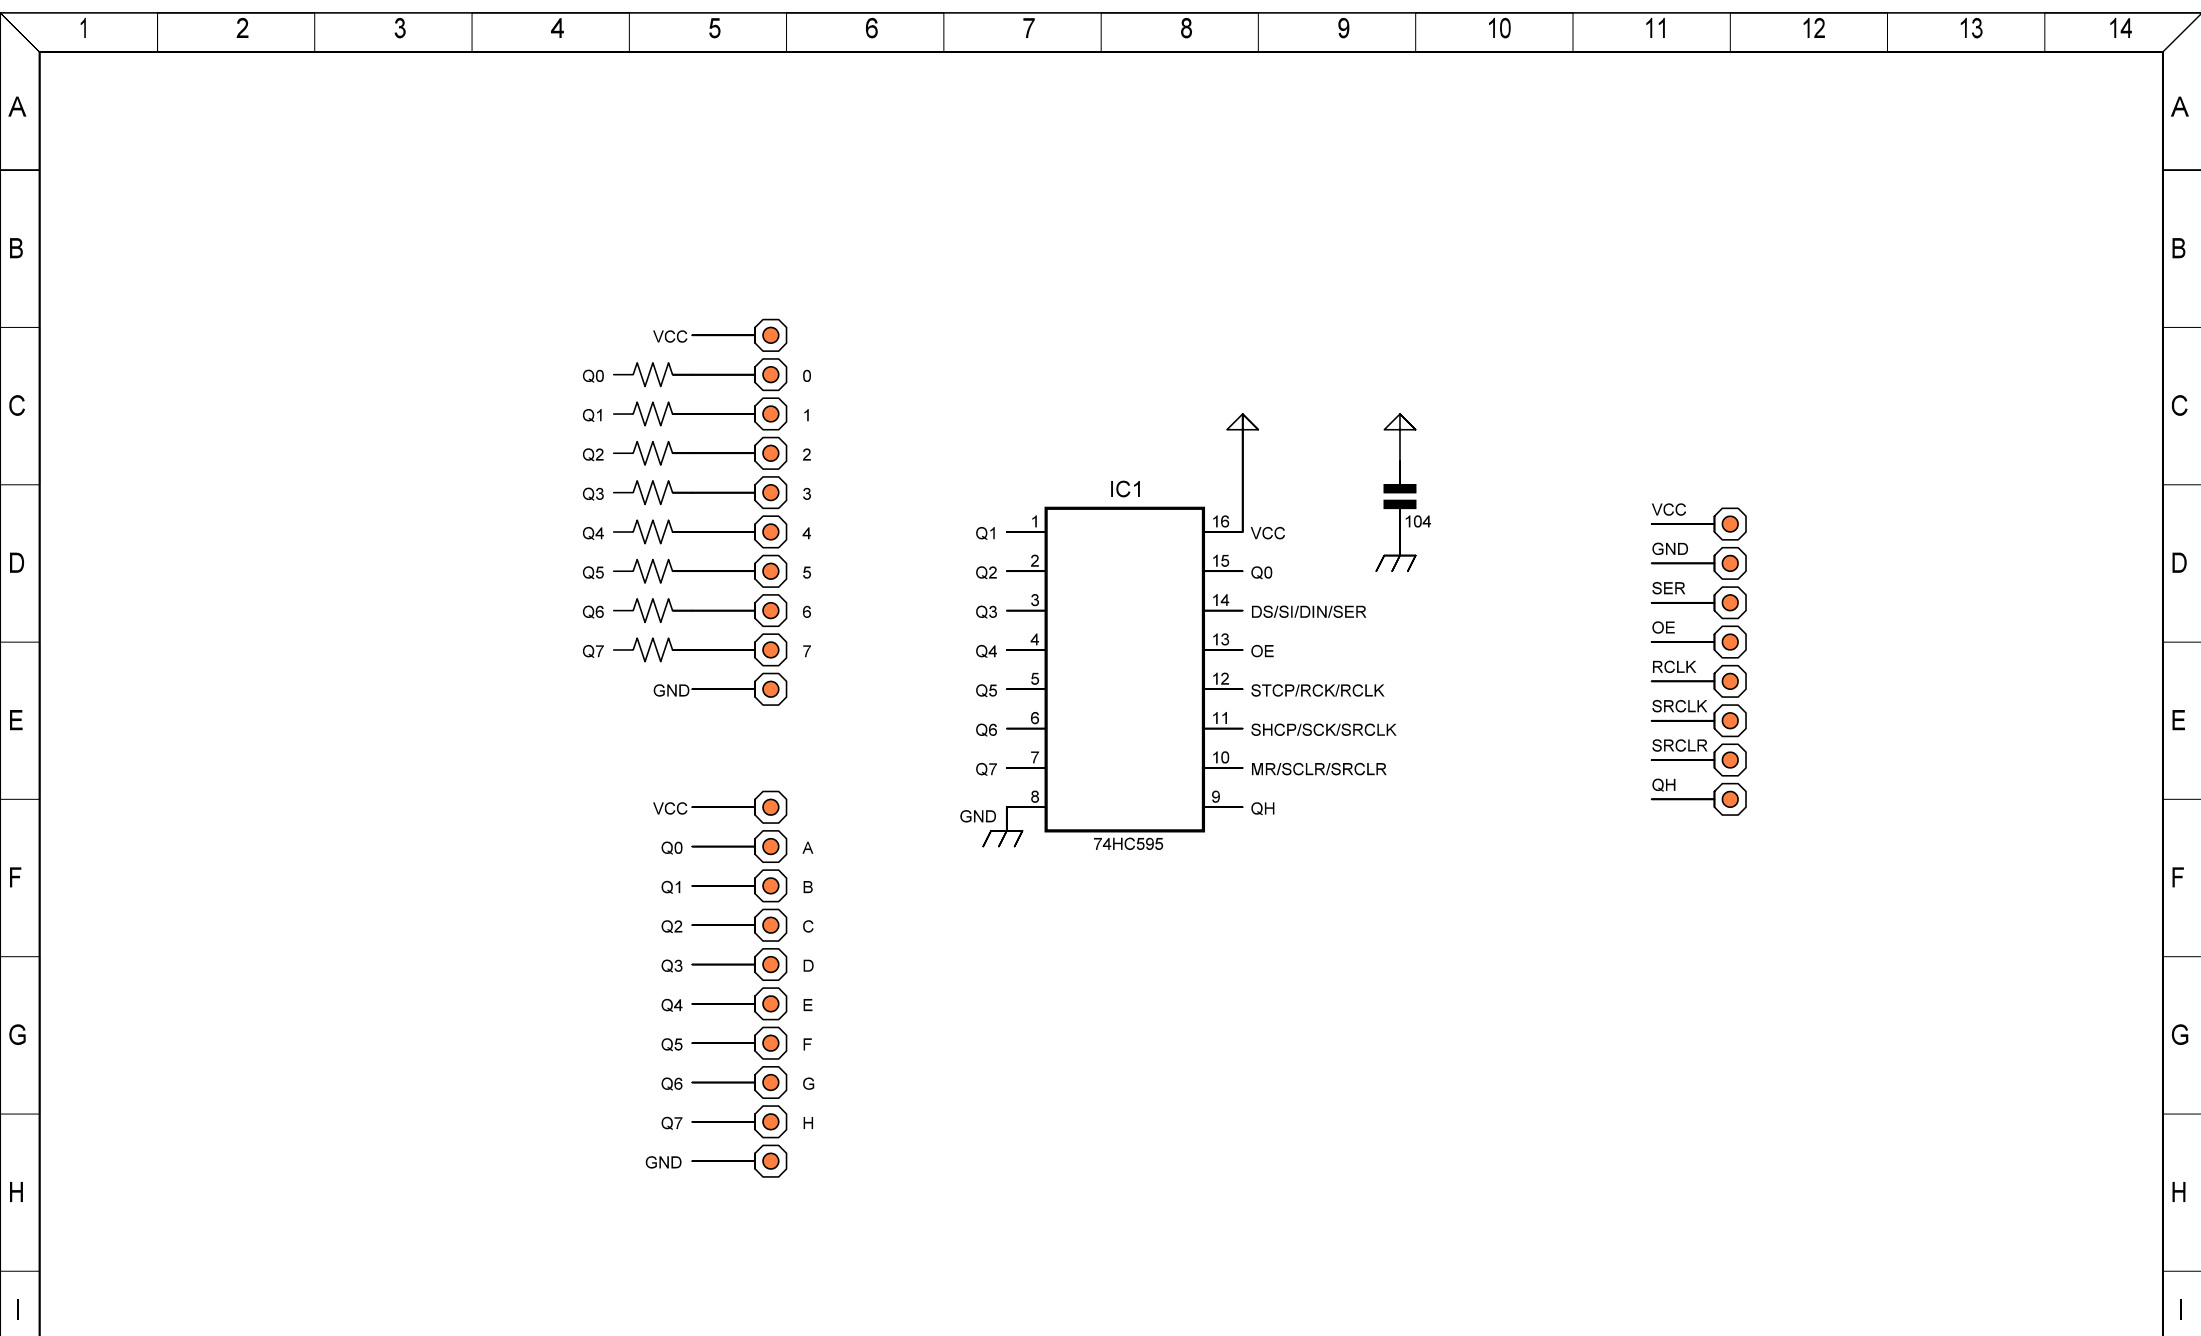 1 2 3 4 5 6 7 8 9 10 11 12 13 14
A A
B B
C C
D D
E E
F F
G G
H H
I I
VCC
Q0 0
Q1 1
Q2 2
Q3 3
Q4 4
Q5 5
Q6 6
Q7 7
GND
VCC
Q0 A
Q1 B
Q2 C
Q3 D
Q4 E
Q5 F
Q6 G
Q7 H
GND
IC1
Q1 1 16 VCC
Q2 2 15 Q0
Q3 3 14 DS/SI/DIN/SER
Q4 4 13 OE
Q5 5 12 STCP/RCK/RCLK
Q6 6 11 SHCP/SCK/SRCLK
Q7 7 10 MR/SCLR/SRCLR
GND 8 9 QH
74HC595
104
VCC
GND
SER
OE
RCLK
SRCLK
SRCLR
QH